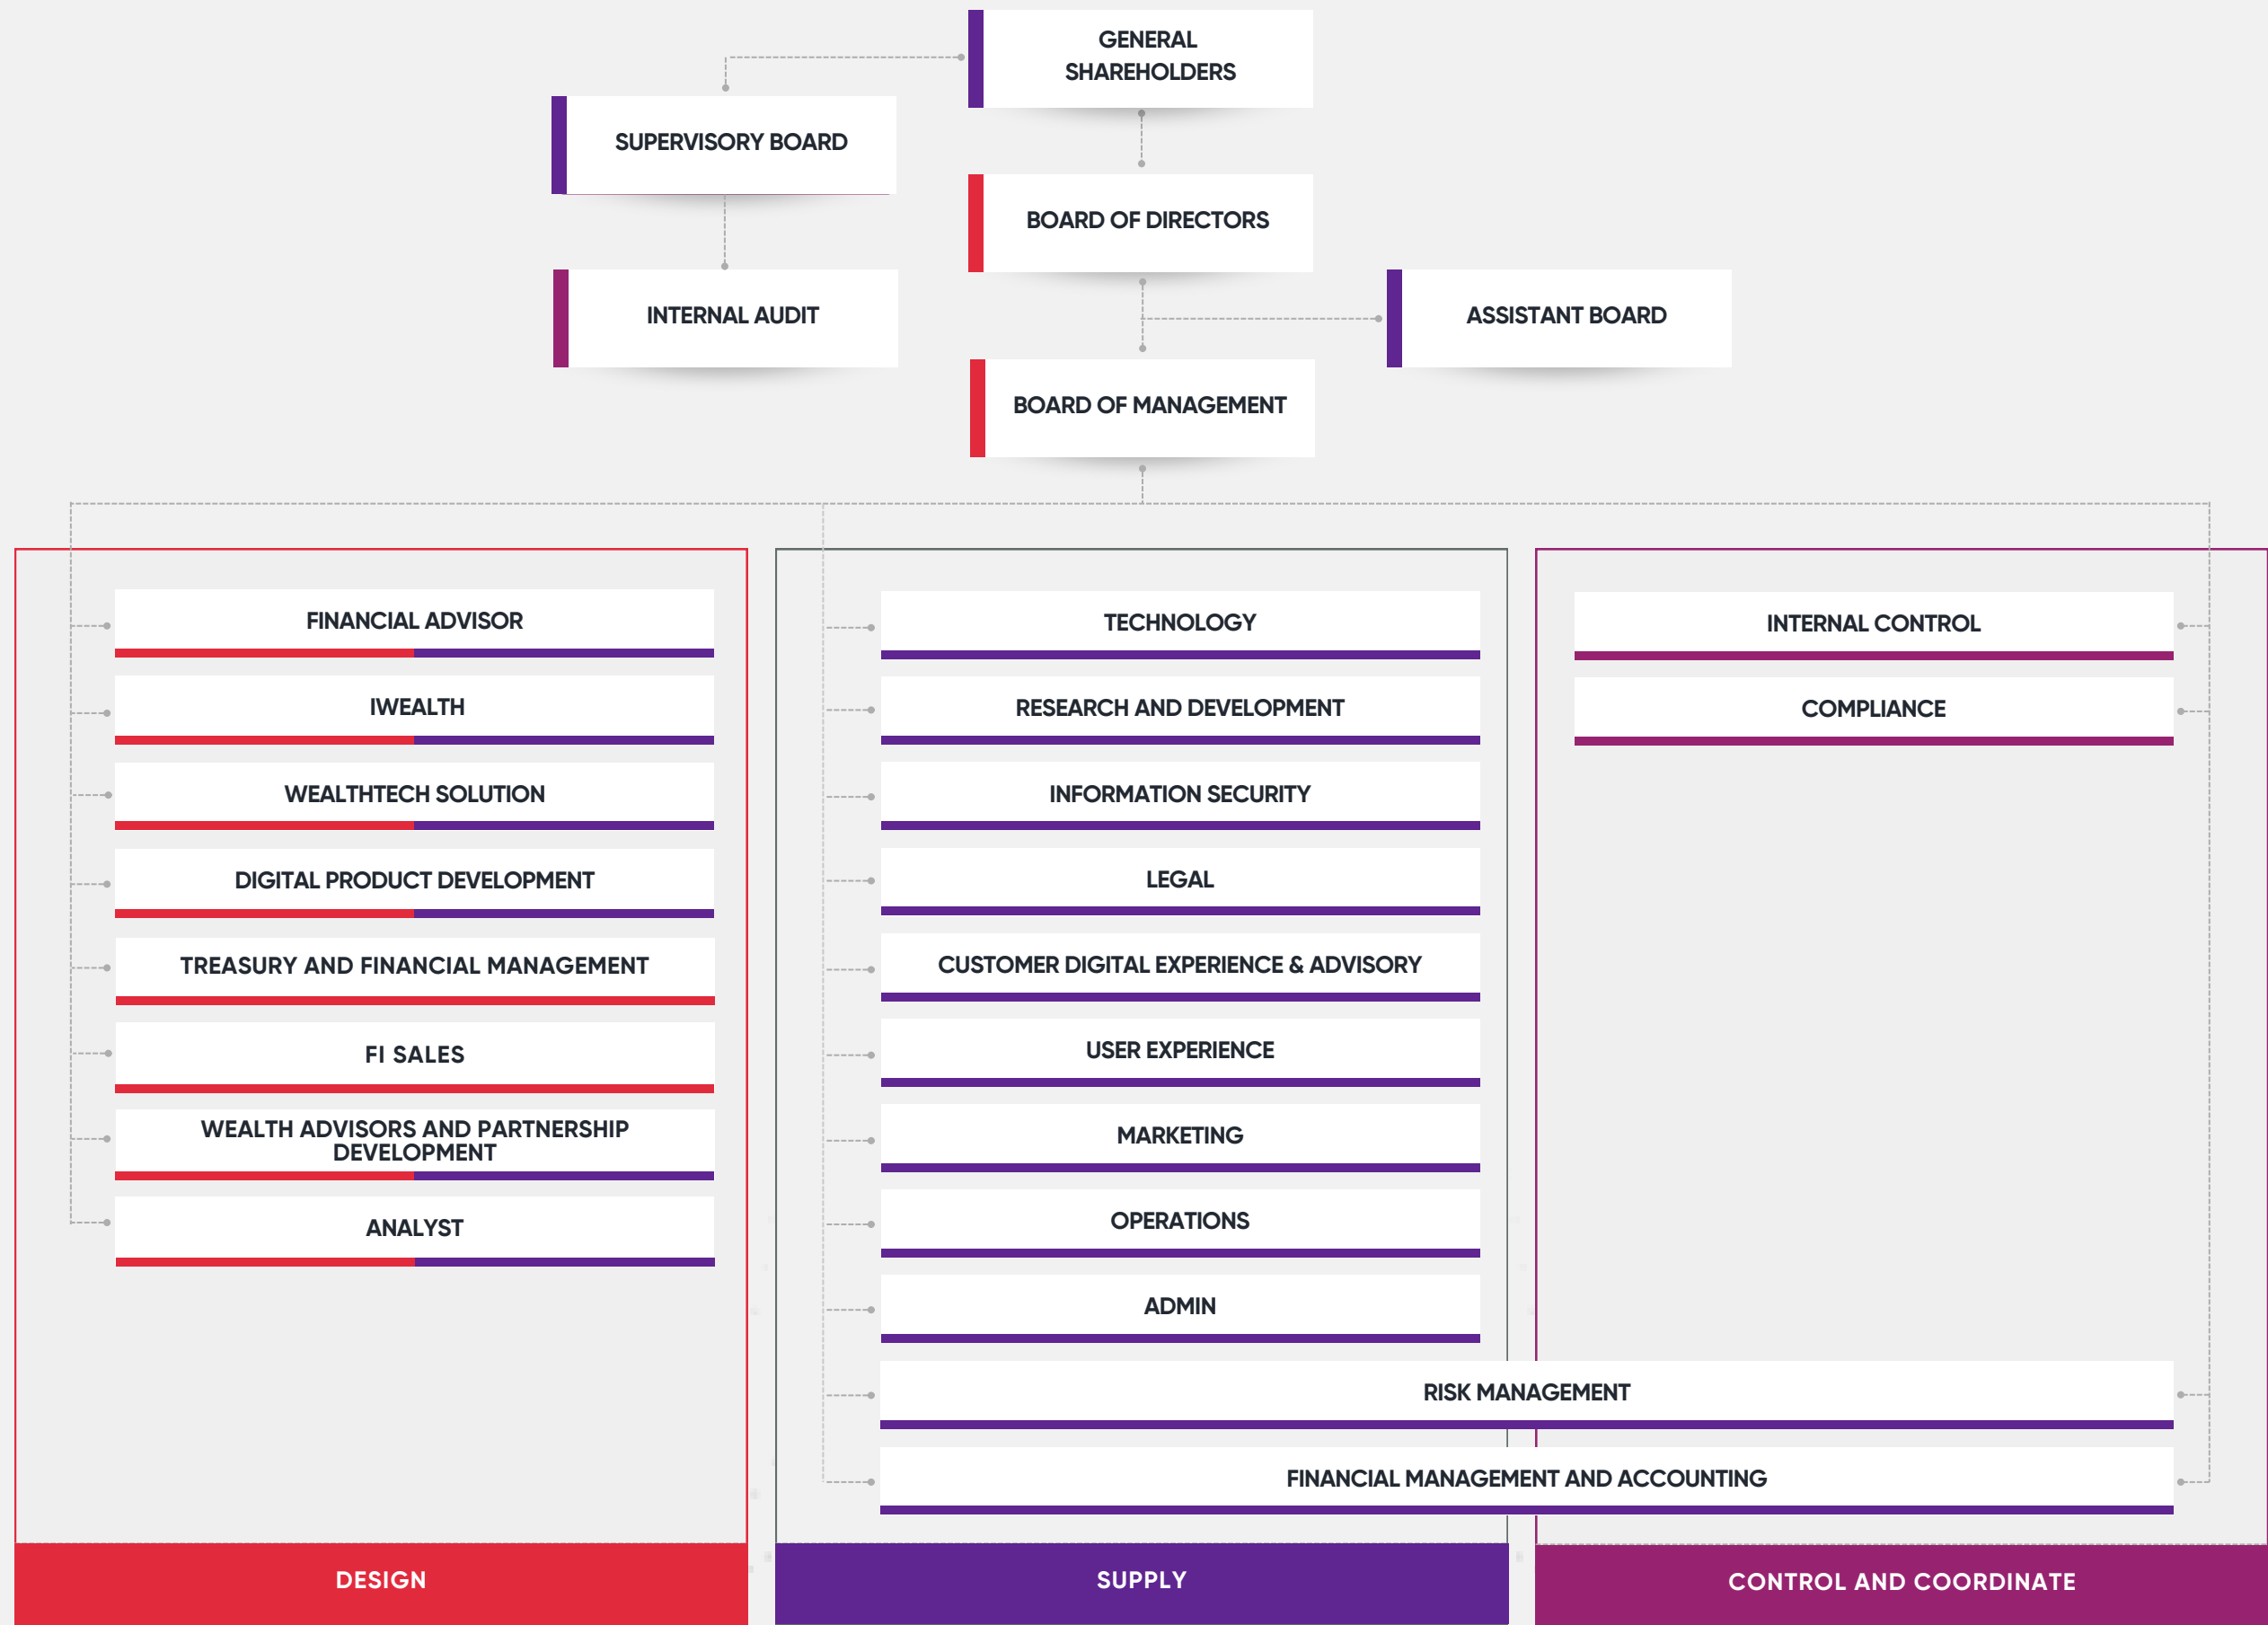 GENERAL
SHAREHOLDERS
SUPERVISORY BOARD
BOARD OF DIRECTORS
INTERNAL AUDIT
ASSISTANT BOARD
BOARD OF MANAGEMENT
FINANCIAL ADVISOR
IWEALTH
WEALTHTECH SOLUTION
DIGITAL PRODUCT DEVELOPMENT
TREASURY AND FINANCIAL MANAGEMENT
FI SALES
WEALTH ADVISORS AND PARTNERSHIP
DEVELOPMENT
ANALYST
DESIGN
TECHNOLOGY
RESEARCH AND DEVELOPMENT
INFORMATION SECURITY
LEGAL
CUSTOMER DIGITAL EXPERIENCE & ADVISORY
USER EXPERIENCE
MARKETING
OPERATIONS
ADMIN
RISK MANAGEMENT
FINANCIAL MANAGEMENT AND ACCOUNTING
SUPPLY
INTERNAL CONTROL
COMPLIANCE
CONTROL AND COORDINATE